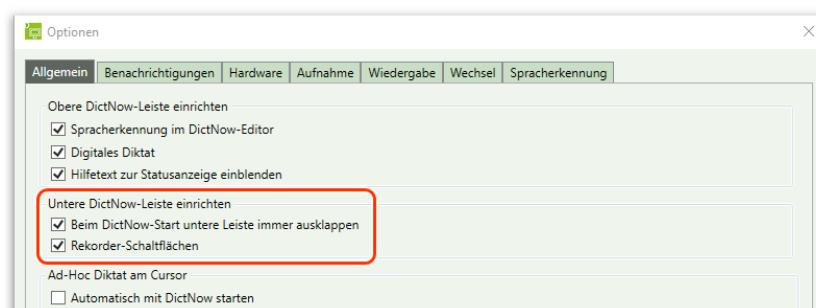 Optionen
Allgemein Benachrichtigungen Hardware Aufnahme Wiedergabe Wechsel Spracherkennung
Obere DictNow-Leiste einrichten
Spracherkennung im DictNow-Editor
Digitales Diktat
Hilfetext zur Statusanzeige einblenden
Untere DictNow-Leiste einrichten
Beim DictNow-Start untere Leiste immer ausklappen
Rekorder-Schaltflächen
Ad-Hoc Diktat am Cursor
Automatisch mit DictNow starten